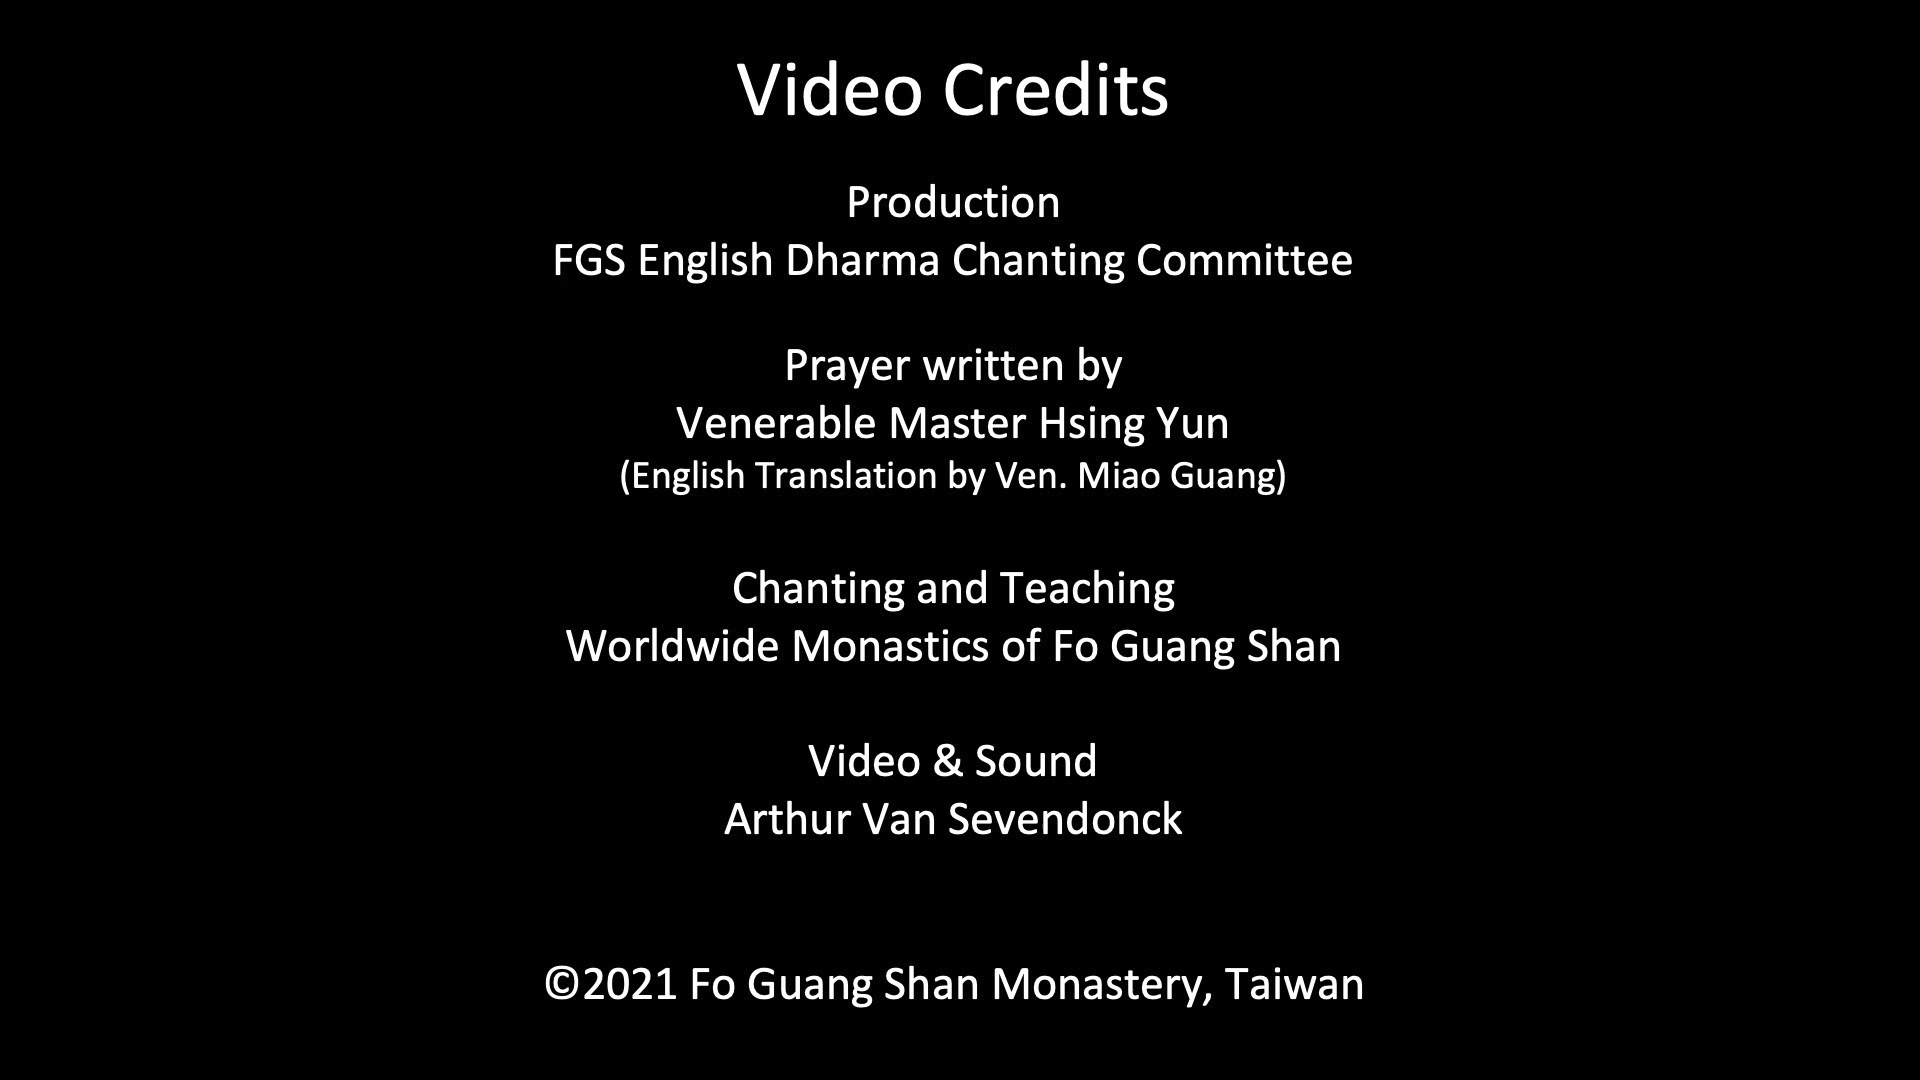 Video Credits
Production
FGS English Dharma Chanting Committee
Prayer written by
Venerable Master Hsing Yun
(English Translation by Ven. Miao Guang)
Chanting and Teaching
Worldwide Monastics of Fo Guang Shan
Video & Sound
Arthur Van Sevendonck
©2021 Fo Guang Shan Monastery, Taiwan